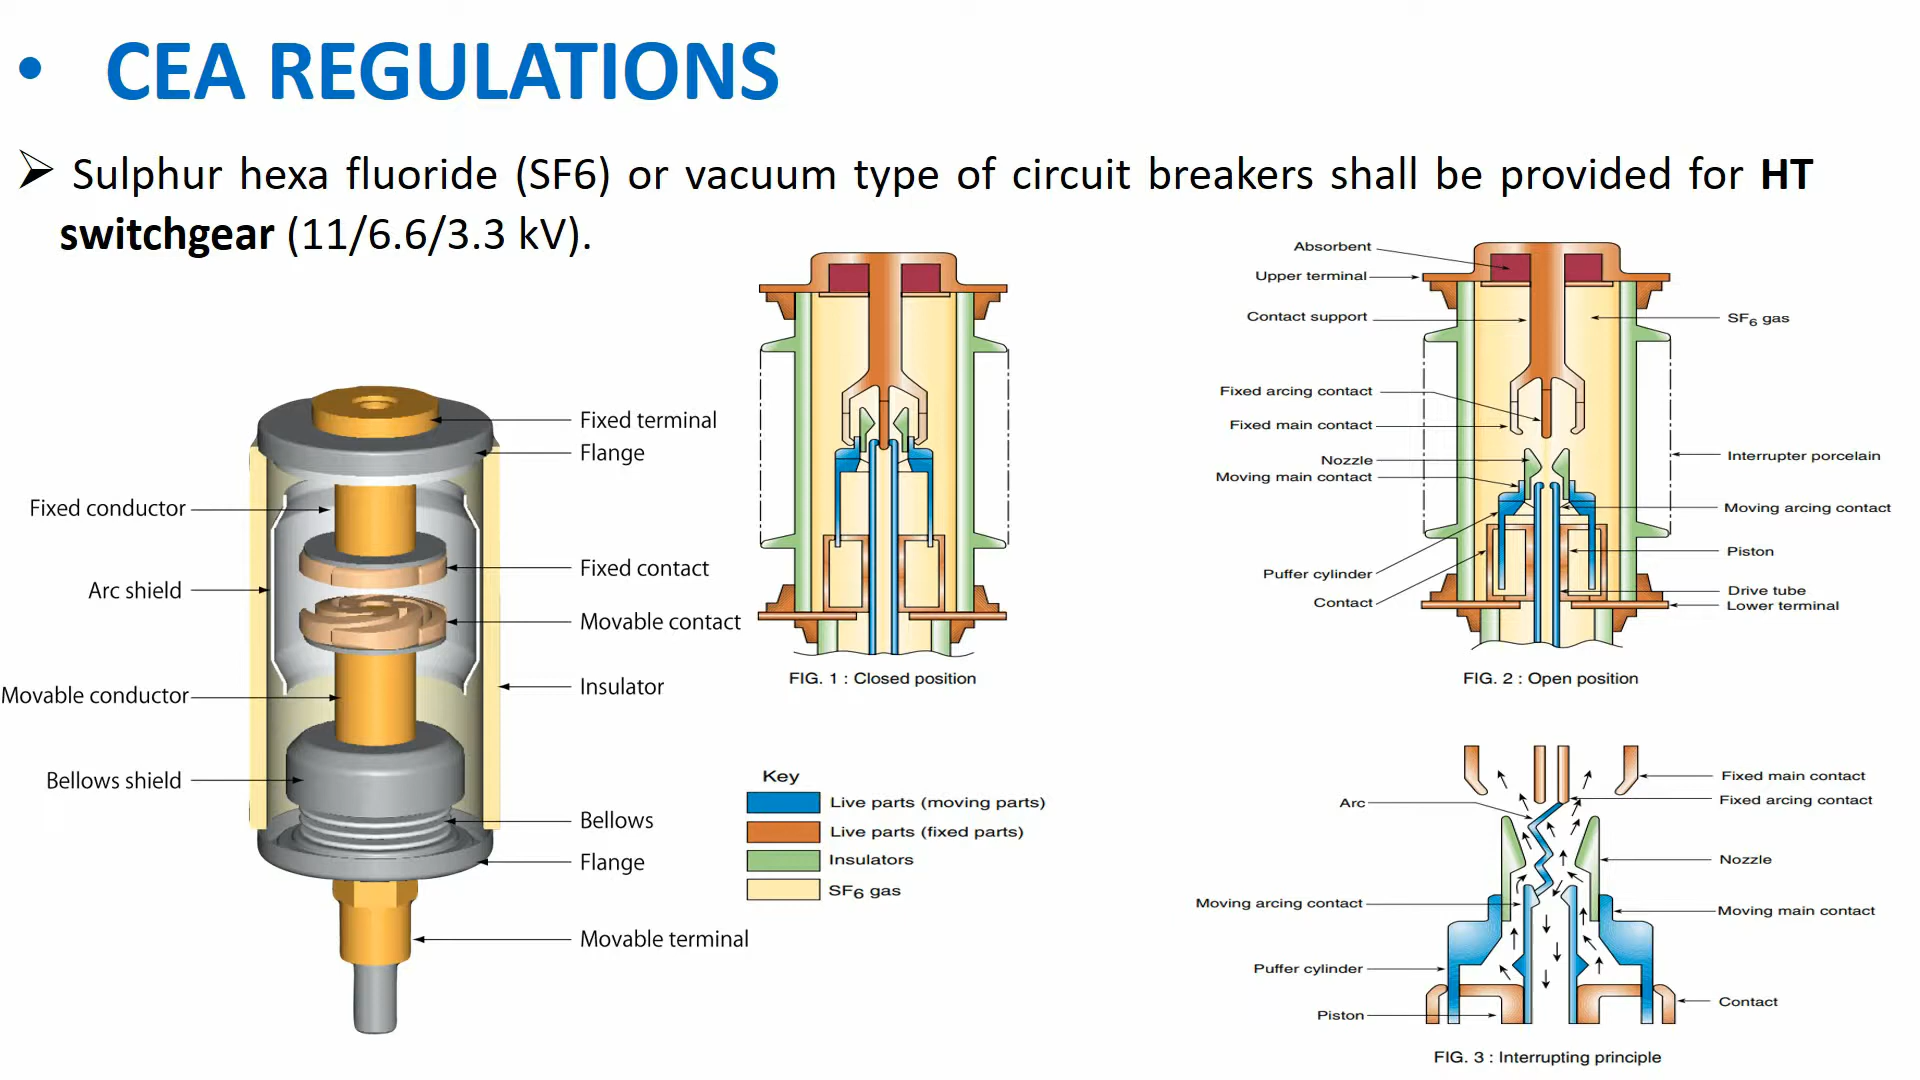 • CEA REGULATIONS
➢ Sulphur hexa fluoride (SF6) or vacuum type of circuit breakers shall be provided for HT
switchgear (11/6.6/3.3 kV).
Fixed terminal
Flange
Fixed conductor
Fixed contact
Arc shield
Movable contact
Insulator
Movable conductor
Bellows shield
Bellows
Flange
Movable terminal
FIG. 1 : Closed position
Key
Live parts (moving parts)
Live parts (fixed parts)
Insulators
SF6 gas
Absorbent
Upper terminal
Contact support
SF6 gas
Fixed arcing contact
Fixed main contact
Nozzle
Interrupter porcelain
Moving main contact
Moving arcing contact
Piston
Puffer cylinder
Drive tube
Contact
Lower terminal
FIG. 2 : Open position
Fixed main contact
Arc
Fixed arcing contact
Nozzle
Moving arcing contact
Moving main contact
Puffer cylinder
Contact
Piston
FIG. 3 : Interrupting principle